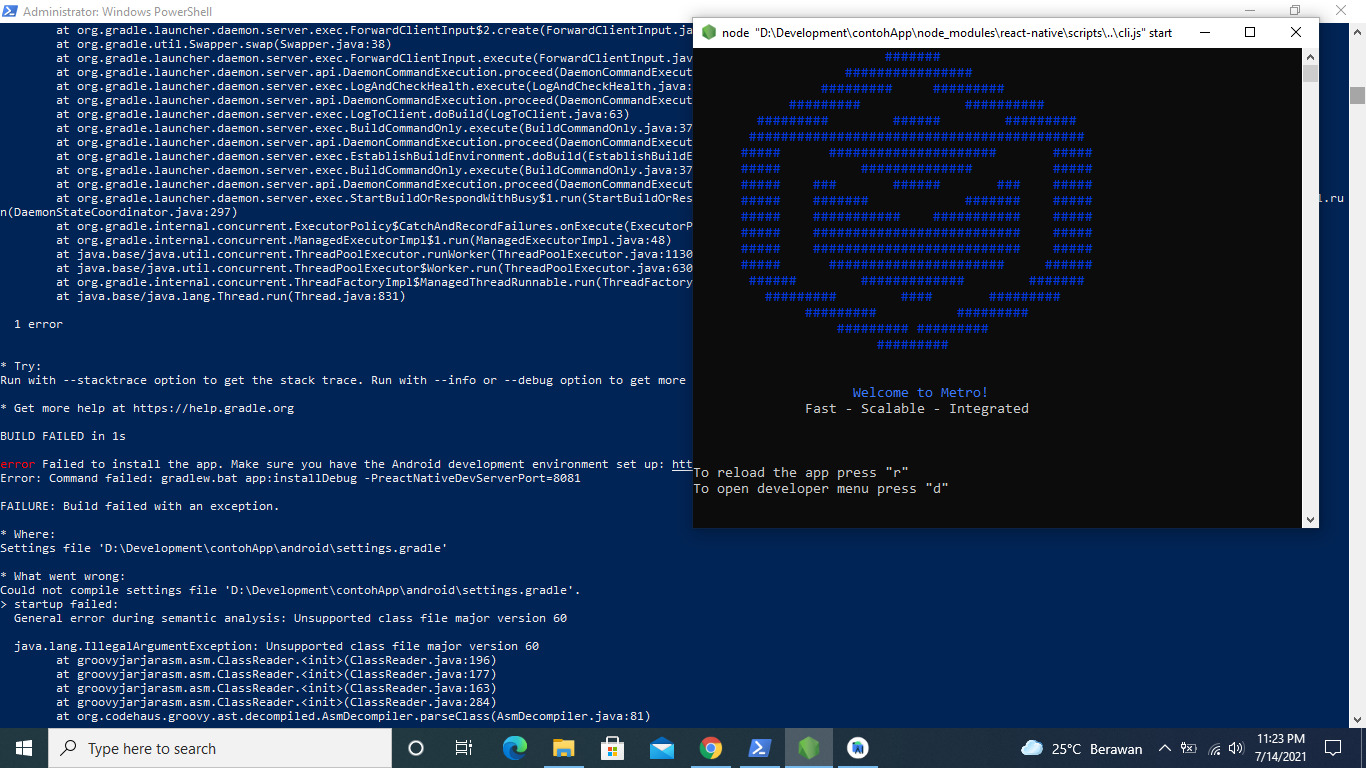 Administrator: Windows PowerShell
at org.gradle.launcher.daemon.server.exec.ForwardClientInput$2.create(ForwardClientInput.ja
at org.gradle.util.Swapper.swap(Swapper.java:38)
at org.gradle.launcher.daemon.server.exec.ForwardClientInput.execute(ForwardClientInput.jav
at org.gradle.launcher.daemon.server.api.DaemonCommandExecution.proceed(DaemonCommandExecut
at org.gradle.launcher.daemon.server.exec.LogAndCheckHealth.execute(LogAndCheckHealth.java:
at org.gradle.launcher.daemon.server.api.DaemonCommandExecution.proceed(DaemonCommandExecut
at org.gradle.launcher.daemon.server.exec.LogToClient.doBuild(LogToClient.java:63)
at org.gradle.launcher.daemon.server.exec.BuildCommandOnly.execute(BuildCommandOnly.java:37
at org.gradle.launcher.daemon.server.api.DaemonCommandExecution.proceed(DaemonCommandExecut
at org.gradle.launcher.daemon.server.exec.EstablishBuildEnvironment.doBuild(EstablishBuildE
at org.gradle.launcher.daemon.server.exec.BuildCommandOnly.execute(BuildCommandOnly.java:37
at org.gradle.launcher.daemon.server.api.DaemonCommandExecution.proceed(DaemonCommandExecut
at org.gradle.launcher.daemon.server.exec.StartBuildOrRespondWithBusy$1.run(StartBuildOrRes
1.ru
n(DaemonStateCoordinator.java:297)
at org.gradle.internal.concurrent.ExecutorPolicy$CatchAndRecordFailures.onExecute(ExecutorP
at org.gradle.internal.concurrent.ManagedExecutorImpl$1.run(ManagedExecutorImpl.java:48)
at java.base/java.util.concurrent.ThreadPoolExecutor.runWorker(ThreadPoolExecutor.java:1130
at java.base/java.util.concurrent.ThreadPoolExecutor$Worker.run(ThreadPoolExecutor.java:630
at org.gradle.internal.concurrent.ThreadFactoryImpl$ManagedThreadRunnable.run(ThreadFactory
at java.base/java.lang.Thread.run(Thread.java:831)
1 error
* Try:
Run with --stacktrace option to get the stack trace. Run with --info or --debug option to get more
* Get more help at https://help.gradle.org
BUILD FAILED in 1s
error Failed to install the app. Make sure you have the Android development environment set up: htt
Error: Command failed: gradlew.bat app:installDebug -PreactNativeDevServerPort=8081
FAILURE: Build failed with an exception.
* Where:
Settings file 'D:\Development\contohApp\android\settings.gradle'
* What went wrong:
Could not compile settings file 'D:\Development\contohApp\android\settings.gradle'.
> startup failed:
General error during semantic analysis: Unsupported class file major version 60
java.lang.IllegalArgumentException: Unsupported class file major version 60
at groovyjarjarasm.asm.ClassReader.<init>(ClassReader.java:196)
at groovyjarjarasm.asm.ClassReader.<init>(ClassReader.java:177)
at groovyjarjarasm.asm.ClassReader.<init>(ClassReader.java:163)
at groovyjarjarasm.asm.ClassReader.<init>(ClassReader.java:284)
at org.codehaus.groovy.ast.decompiled.AsmDecompiler.parseClass(AsmDecompiler.java:81)
node "D:\Development\contohApp\node_modules\react-native\scripts\..\cli.js" start
Welcome to Metro!
Fast - Scalable - Integrated
To reload the app press "r"
To open developer menu press "d"
Type here to search
25°C Berawan
11:23 PM
7/14/2021